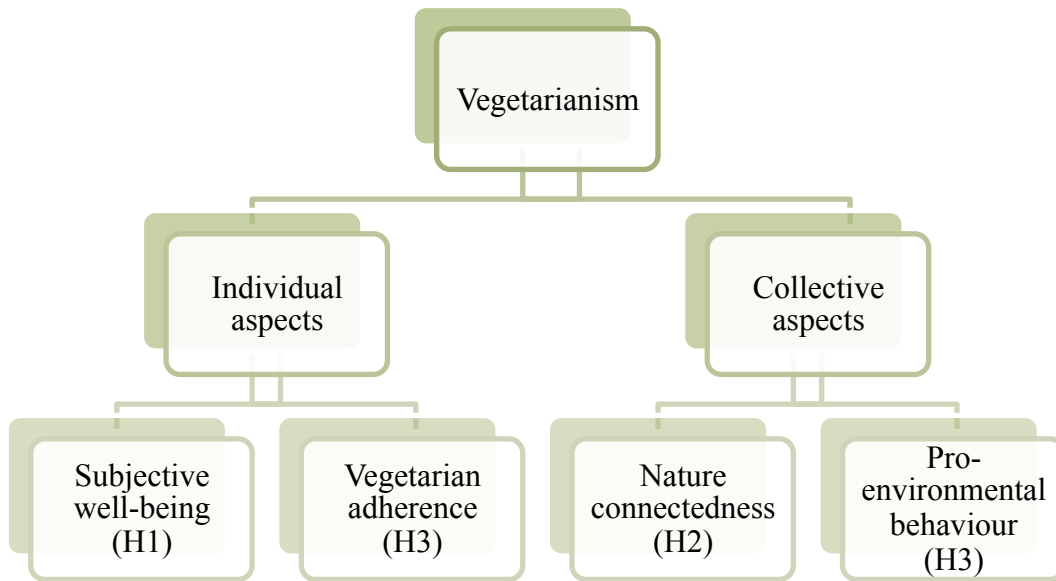 Vegetarianism
Individual
aspects
Collective
aspects
Subjective
well-being
(H1)
Vegetarian
adherence
(H3)
Nature
connectedness
(H2)
Pro-
environmental
behaviour
(H3)